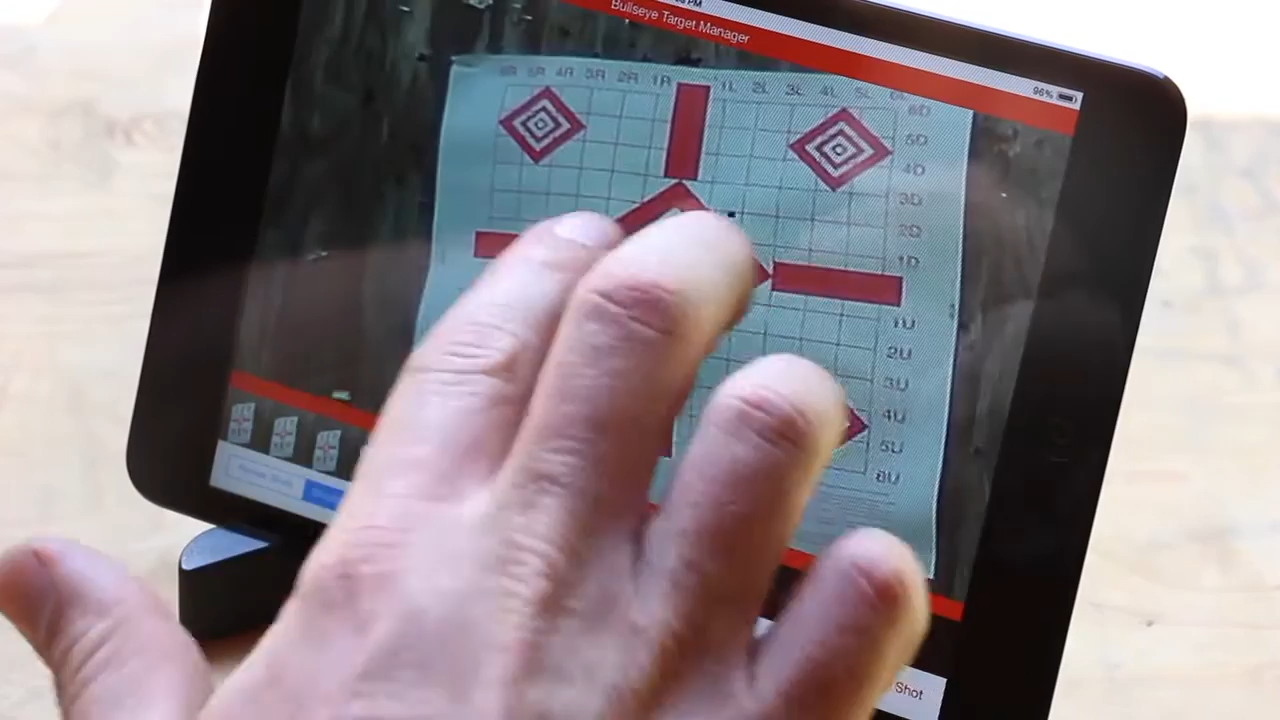 Bullseye Target Manager
96%
6R 5R 4R 3R 2R 1R 1L 2L 3L 4L 5L 6L
6D
5D
4D
3D
2D
1D
1U
2U
3U
4U
5U
6U
Shot